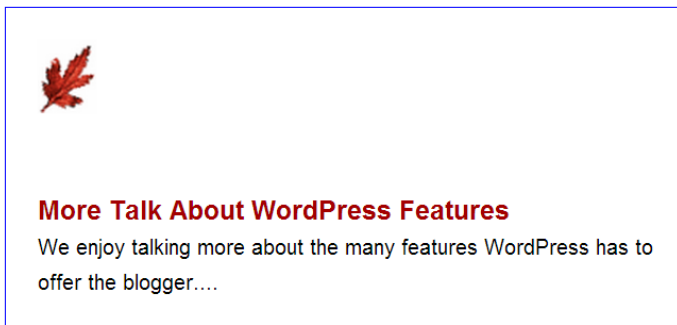 More Talk About WordPress Features
We enjoy talking more about the many features WordPress has to
offer the blogger....